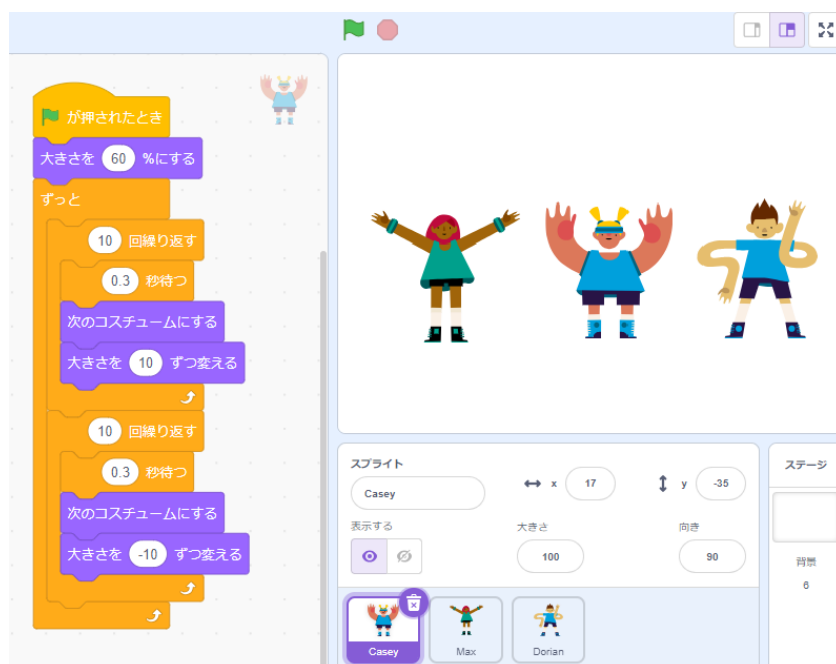 が押されたとき
大きさを 60 %にする
ずっと
10 回繰り返す
0.3 秒待つ
次のコスチュームにする
大きさを 10 ずつ変える
10 回繰り返す
0.3 秒待つ
次のコスチュームにする
大きさを -10 ずつ変える
スプライト
Casey
x 17
y -35
表示する
大きさ
向き
100
90
Casey
Max
Dorian
ステージ
背景
6